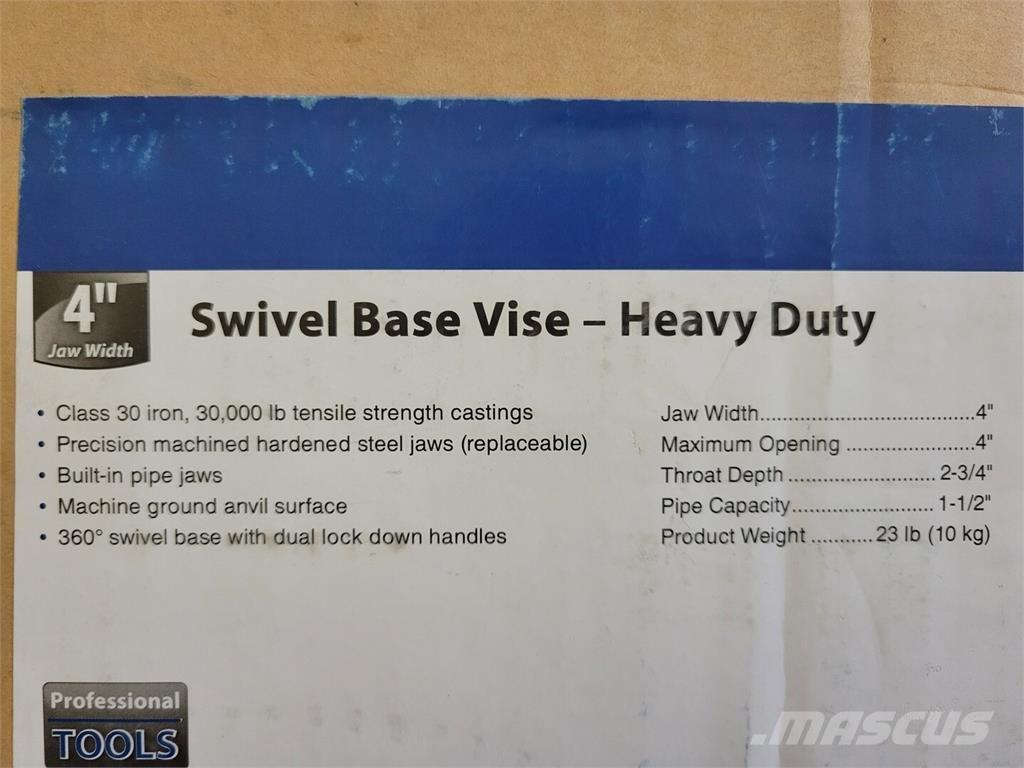 4"
Jaw Width
Swivel Base Vise – Heavy Duty
• Class 30 iron, 30,000 lb tensile strength castings
• Precision machined hardened steel jaws (replaceable)
• Built-in pipe jaws
• Machine ground anvil surface
• 360° swivel base with dual lock down handles
Jaw Width......................................4"
Maximum Opening .......................4"
Throat Depth .......................... 2-3/4"
Pipe Capacity......................... 1-1/2"
Product Weight ........... 23 lb (10 kg)
Professional
TOOLS
.MASCUS